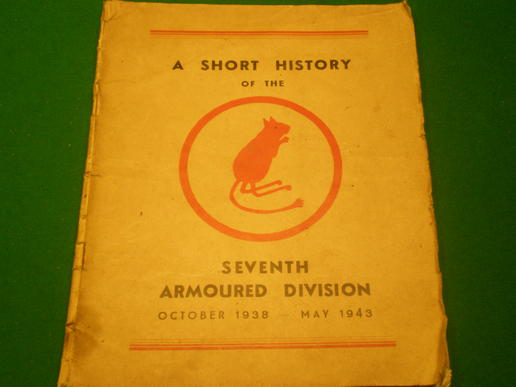 A SHORT HISTORY
OF THE
SEVENTH
ARMOURED DIVISION
OCTOBER 1938 — MAY 1943